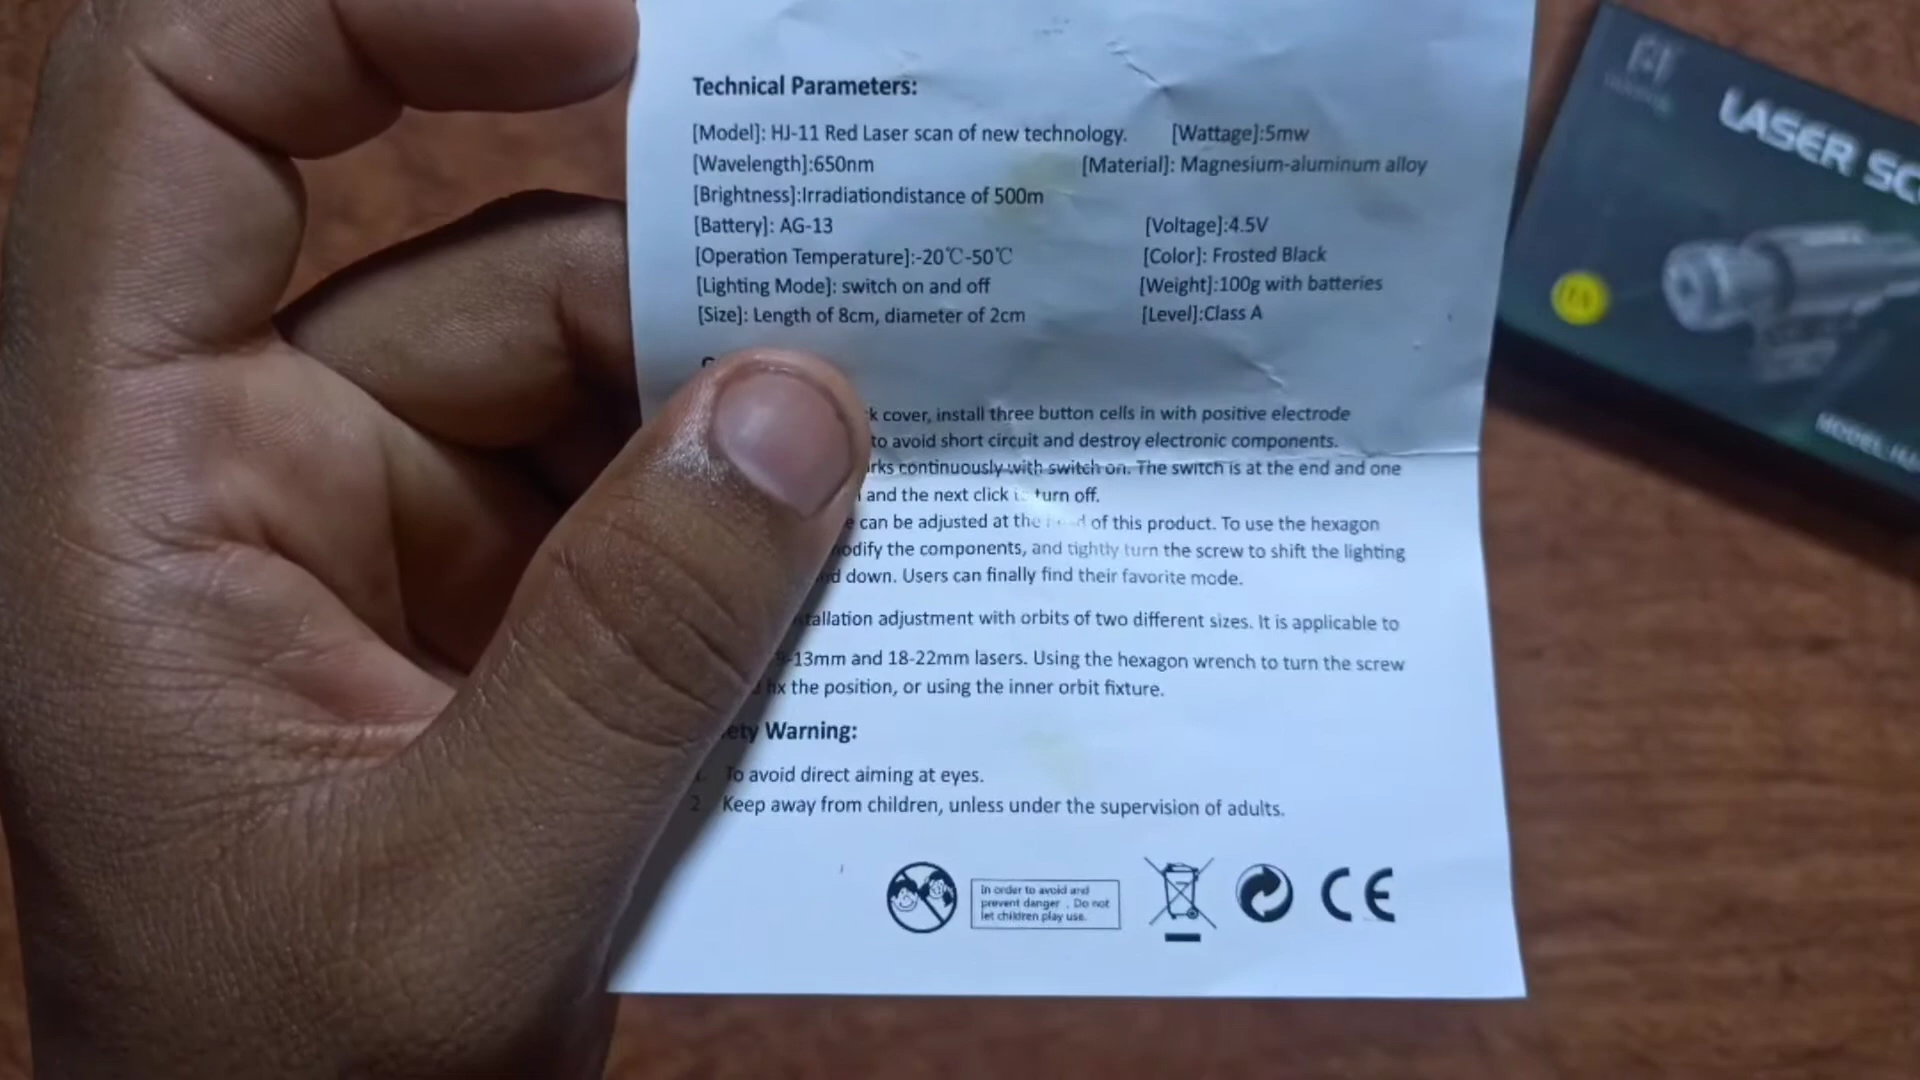 Technical Parameters:
[Model]: HJ-11 Red Laser scan of new technology. [Wattage]:5mw
[Wavelength]:650nm [Material]: Magnesium-aluminum alloy
[Brightness]:Irradiationdistance of 500m
[Battery]: AG-13 [Voltage]:4.5V
[Operation Temperature]:-20℃-50℃ [Color]: Frosted Black
[Lighting Mode]: switch on and off [Weight]:100g with batteries
[Size]: Length of 8cm, diameter of 2cm [Level]:Class A
cover, install three button cells in with positive electrode
to avoid short circuit and destroy electronic components.
continuously with switch on. The switch is at the end and one
and the next click turn off.
can be adjusted at the of this product. To use the hexagon
the components, and tightly turn the screw to shift the lighting
down. Users can finally find their favorite mode.
adjustment with orbits of two different sizes. It is applicable to
-13mm and 18-22mm lasers. Using the hexagon wrench to turn the screw
the position, or using the inner orbit fixture.
Warning:
To avoid direct aiming at eyes.
2 Keep away from children, unless under the supervision of adults.
In order to avoid and
prevent danger . Do not
let children play use.
CE
LASER
MODEL